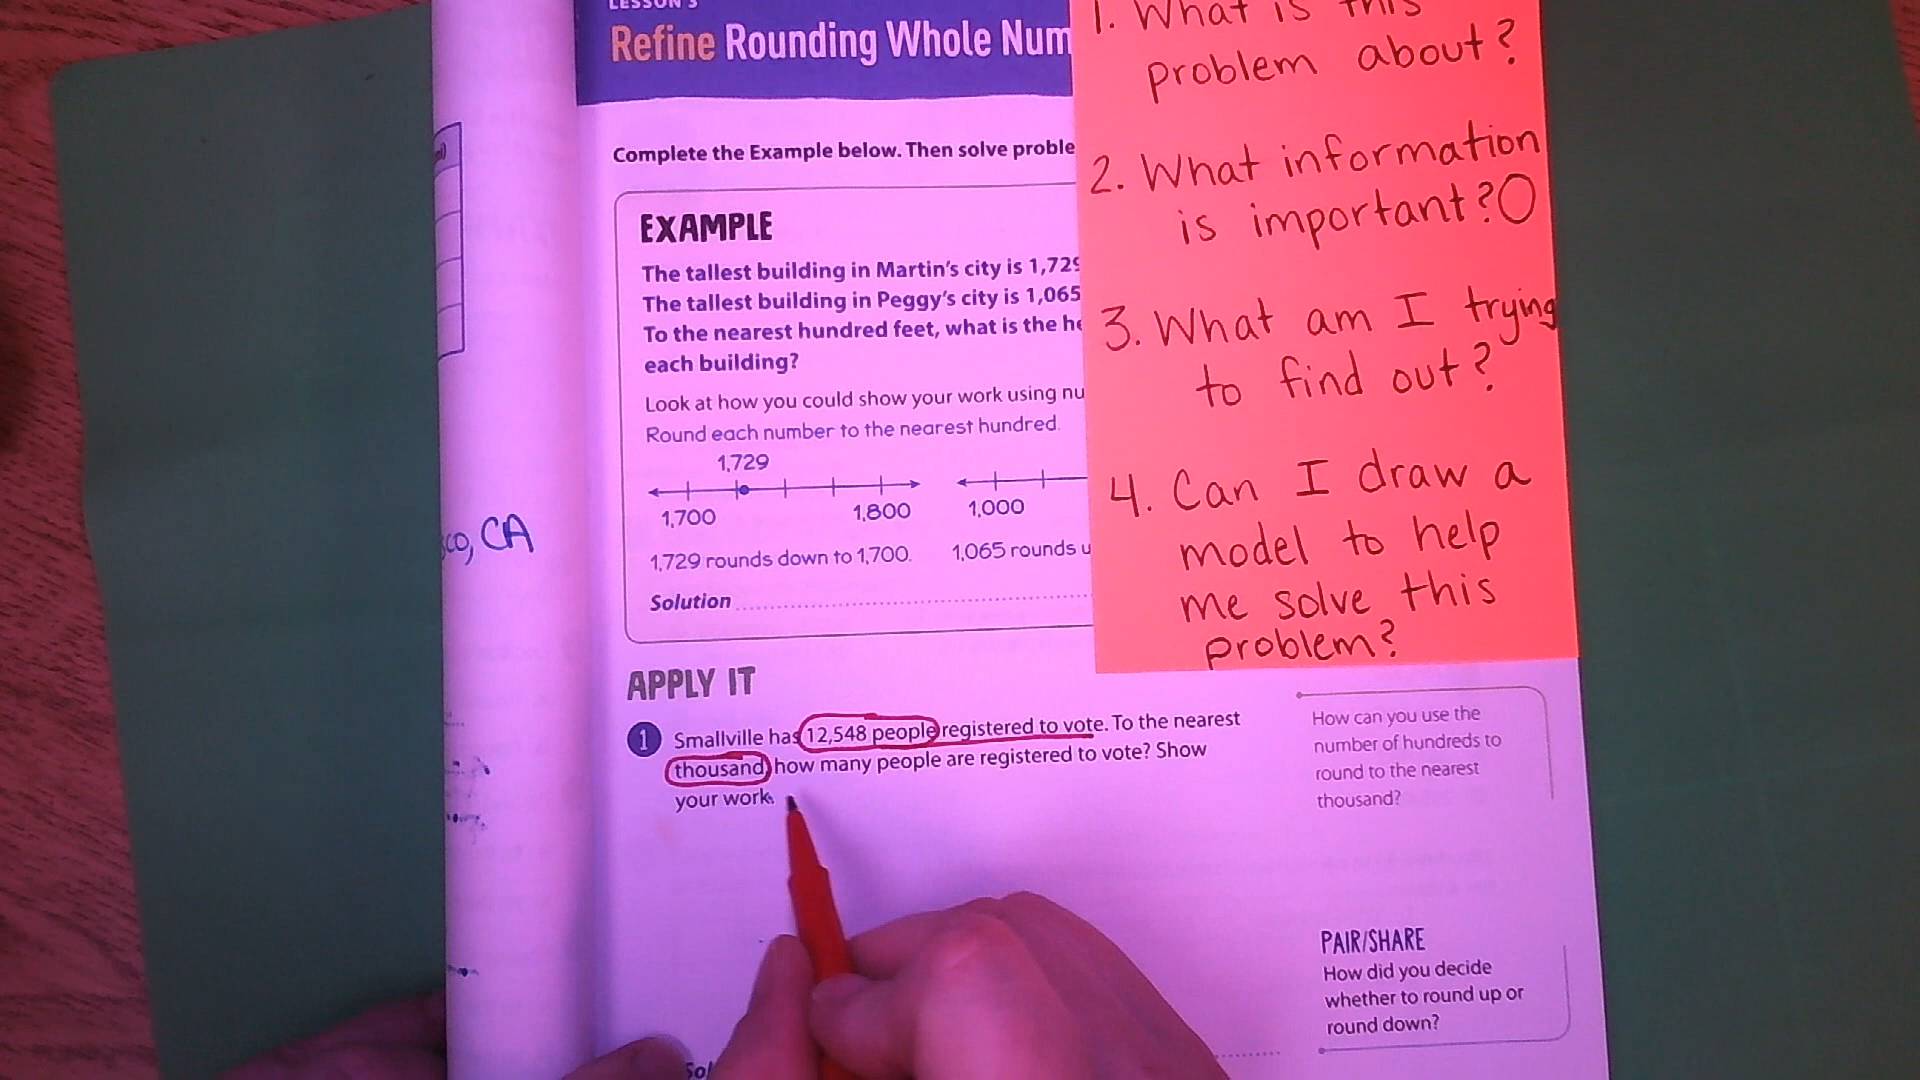 LESSON 3
Refine Rounding Whole Num
Complete the Example below. Then solve proble
EXAMPLE
The tallest building in Martin's city is 1,729
The tallest building in Peggy's city is 1,065
To the nearest hundred feet, what is the he
each building?
Look at how you could show your work using nu
Round each number to the nearest hundred.
1,729
1,700 1,800 1,000
1,729 rounds down to 1,700. 1,065 rounds u
Solution
APPLY IT
1 Smallville has 12,548 people registered to vote. To the nearest
thousand, how many people are registered to vote? Show
your work.
How can you use the
number of hundreds to
round to the nearest
thousand?
PAIR/SHARE
How did you decide
whether to round up or
round down?
Sol
1. What is this
problem about?
2. What information
is important?
3. What am I trying
to find out?
4. Can I draw a
model to help
me solve this
problem?
CO, CA